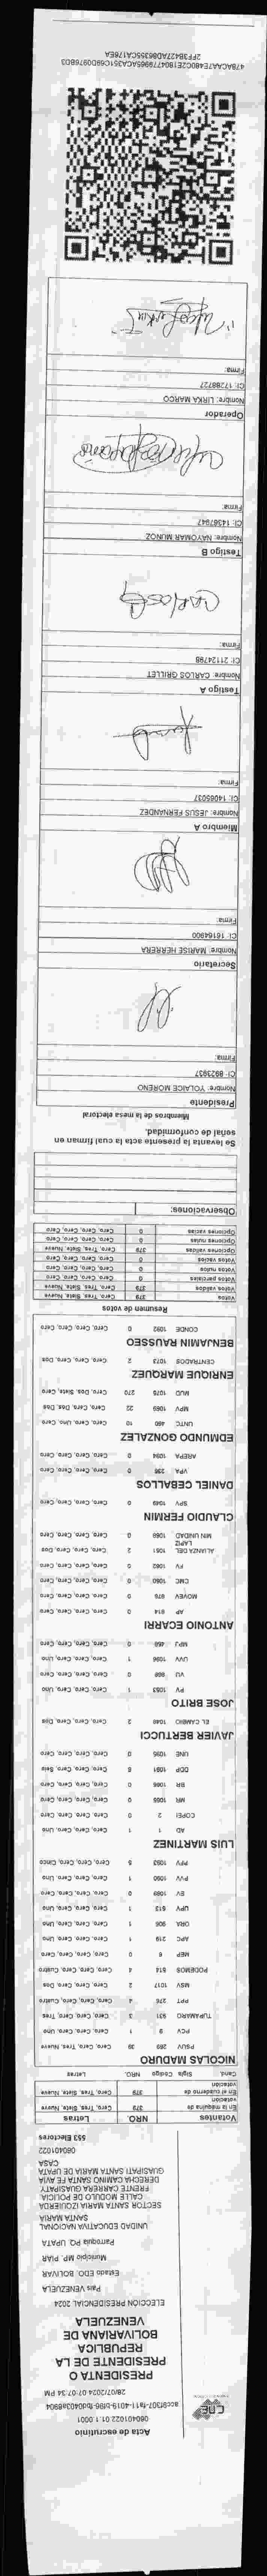 CNE
Acta de escrutinio
060401022.01.1.0001
acc9f307-fa11-4019-bf96-fbd0403a8904
28/07/2024 07:07:34 PM
PRESIDENTA O
PRESIDENTE DE LA
REPUBLICA
BOLIVARIANA DE
VENEZUELA
ELECCIÓN PRESIDENCIAL 2024
País VENEZUELA
Estado EDO. BOLIVAR
Municipio MP. PIAR
Parroquia PQ. UPATA
UNIDAD EDUCATIVA NACIONAL
SANTA MARIA
SECTOR SANTA MARIA IZQUIERDA
CALLE MODULO DE POLICIA.
FRENTE CARRERA GUASIPATY.
DERECHA CAMINO SANTA FE AVIA
GUASIPATI SANTA MARIA DE UPATA
CASA
060401022
553 Electores
Votantes NRO. Letras
En la máquina de votación 379 Cero, Tres, Siete, Nueve
En el cuaderno de votación 379 Cero, Tres, Siete, Nueve
Cand. Sigla Código NRO. Letras
NICOLAS MADURO
PSUV 269 39 Cero, Cero, Tres, Nueve
PCV 9 1 Cero, Cero, Cero, Uno
TUPAMARO 931 3 Cero, Cero, Cero, Tres
PPT 276 4 Cero, Cero, Cero, Cuatro
MSV 1017 2 Cero, Cero, Cero, Dos
PODEMOS 514 4 Cero, Cero, Cero, Cuatro
MEP 6 0 Cero, Cero, Cero, Cero
APC 219 1 Cero, Cero, Cero, Uno
ORA 906 1 Cero, Cero, Cero, Uno
UPV 613 1 Cero, Cero, Cero, Uno
EV 1089 0 Cero, Cero, Cero, Cero
PVV 1090 1 Cero, Cero, Cero, Uno
PFV 1093 5 Cero, Cero, Cero, Cinco
LUIS MARTINEZ
AD 1 1 Cero, Cero, Cero, Uno
COPEI 2 0 Cero, Cero, Cero, Cero
MR 1065 0 Cero, Cero, Cero, Cero
BR 1066 0 Cero, Cero, Cero, Cero
DDP 1091 6 Cero, Cero, Cero, Seis
UNE 1095 0 Cero, Cero, Cero, Cero
JAVIER BERTUCCI
EL CAMBIO 1046 2 Cero, Cero, Cero, Dos
JOSE BRITO
PV 1053 1 Cero, Cero, Cero, Uno
VU 868 0 Cero, Cero, Cero, Cero
UVV 1096 1 Cero, Cero, Cero, Uno
MPJ 458 0 Cero, Cero, Cero, Cero
ANTONIO ECARRI
AP 814 0 Cero, Cero, Cero, Cero
MOVEV 976 0 Cero, Cero, Cero, Cero
CMC 1050 0 Cero, Cero, Cero, Cero
FV 1062 0 Cero, Cero, Cero, Cero
ALIANZA DEL LAPIZ 1051 2 Cero, Cero, Cero, Dos
MIN UNIDAD 1068 0 Cero, Cero, Cero, Cero
CLAUDIO FERMIN
SPV 1049 0 Cero, Cero, Cero, Cero
DANIEL CEBALLOS
VPA 336 0 Cero, Cero, Cero, Cero
AREPA 1094 0 Cero, Cero, Cero, Cero
EDMUNDO GONZALEZ
UNTC 460 10 Cero, Cero, Uno, Cero
MPV 1069 22 Cero, Cero, Dos, Dos
MUD 1075 270 Cero, Dos, Siete, Cero
ENRIQUE MARQUEZ
CENTRADOS 1073 2 Cero, Cero, Cero, Dos
BENJAMIN RAUSSEO
CONDE 1092 0 Cero, Cero, Cero, Cero
Resumen de votos
Votos 379 Cero, Tres, Siete, Nueve
Votos validos 379 Cero, Tres, Siete, Nueve
Votos parciales 0 Cero, Cero, Cero, Cero
Votos nulos 0 Cero, Cero, Cero, Cero
Votos vacios 0 Cero, Cero, Cero, Cero
Opciones validas 379 Cero, Tres, Siete, Nueve
Opciones nulas 0 Cero, Cero, Cero, Cero
Opciones vacias 0 Cero, Cero, Cero, Cero
Observaciones:
Se levanta la presente acta la cual firman en
señal de conformidad.
Miembros de la mesa electoral
Presidente
Nombre: YOLAICE MORENO
CI: 8923937
Firma:
Secretario
Nombre: MARISE HERRERA
CI: 16164900
Firma:
Miembro A
Nombre: JESUS FERNANDEZ
CI: 14065037
Firma:
Testigo A
Nombre: CARLOS GRILLET
CI: 21124798
Firma:
CARLOS G
Testigo B
Nombre: NAYOMAR MUÑOZ
CI: 14367947
Firma:
Operador
Nombre: LIRKA MARCO
CI: 17288727
Firma:
47BACAA7E480C2E1804779965ACA351C69D0976BD3
2FF3B427AD86355CA176EA